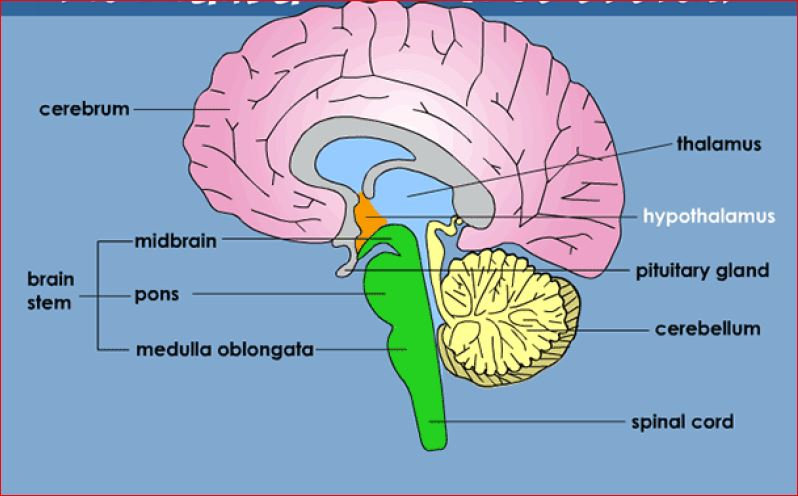 cerebrum
thalamus
hypothalamus
midbrain
brain
stem
pituitary gland
pons
cerebellum
medulla oblongata
spinal cord